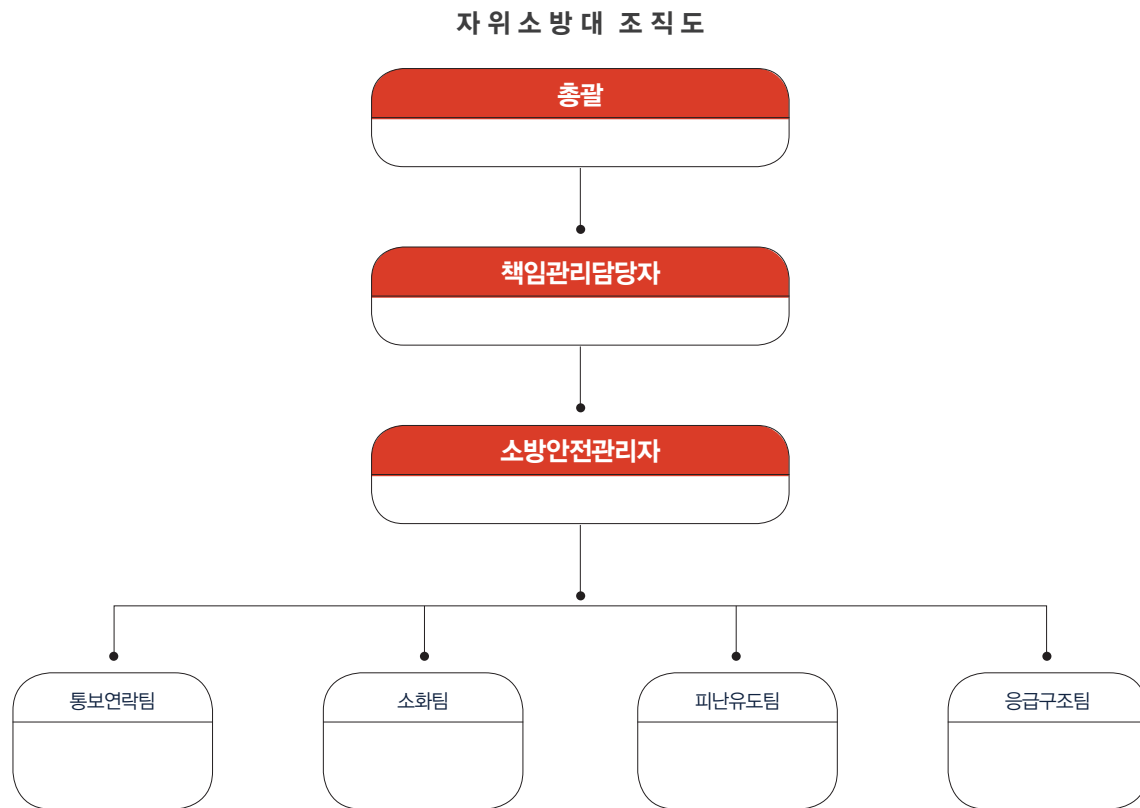 자위소방대 조직도
총괄
책임관리담당자
소방안전관리자
통보연락팀
소화팀
피난유도팀
응급구조팀